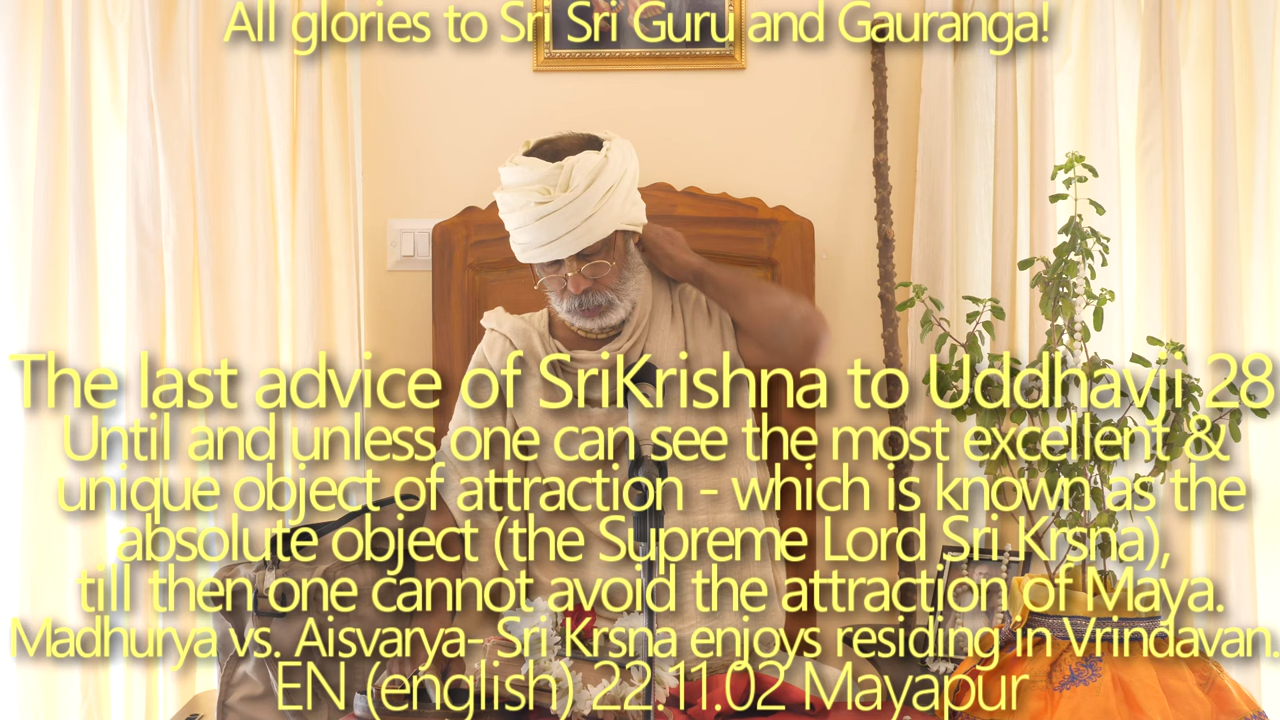 All glories to Sri Sri Guru and Gauranga!
The last advice of SriKrishna to Uddhavji 28
Until and unless one can see the most excellent &
unique object of attraction - which is known as the
absolute object (the Supreme Lord Sri Krsna),
till then one cannot avoid the attraction of Maya.
Madhurya vs. Aisvarya- Sri Krsna enjoys residing in Vrindavan.
EN (english) 22.11.02 Mayapur